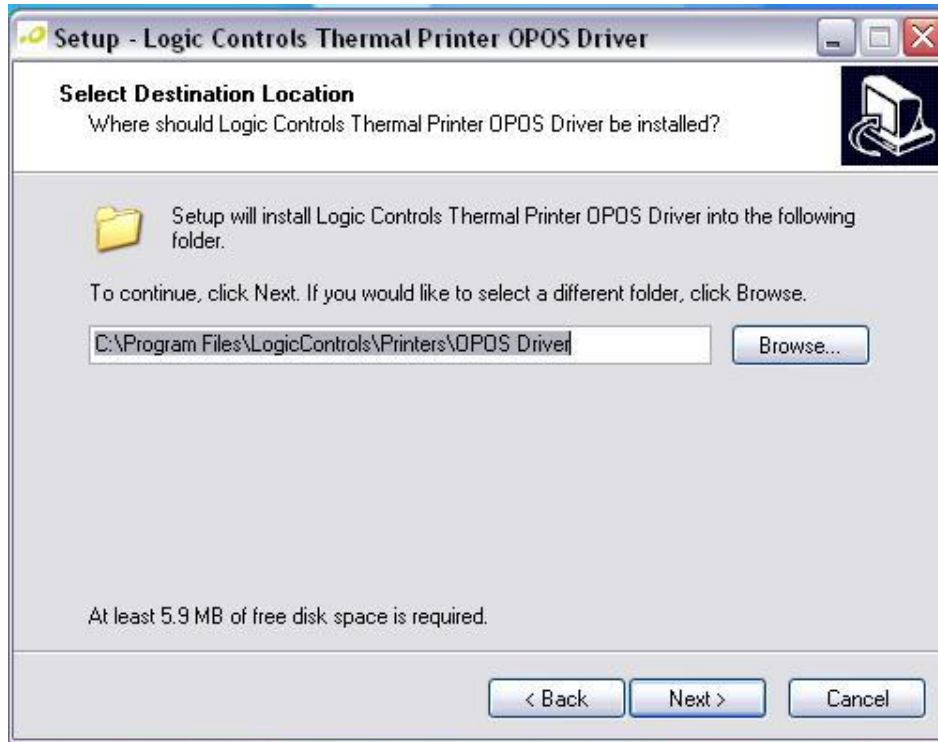 Setup - Logic Controls Thermal Printer OPOS Driver
Select Destination Location
Where should Logic Controls Thermal Printer OPOS Driver be installed?
Setup will install Logic Controls Thermal Printer OPOS Driver into the following
folder.
To continue, click Next. If you would like to select a different folder, click Browse.
C:\Program Files\LogicControls\Printers\OPOS Driver
Browse...
At least 5.9 MB of free disk space is required.
< Back
Next >
Cancel